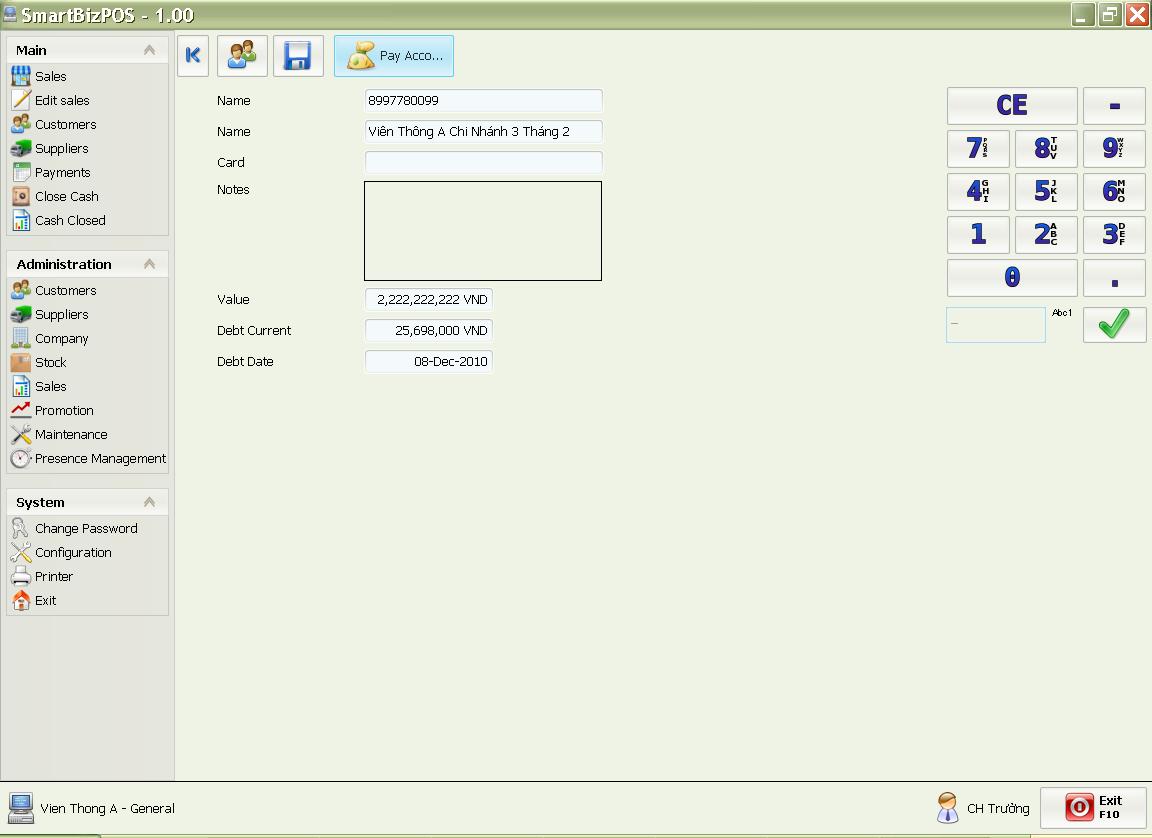 SmartBizPOS - 1.00
Main
Sales
Edit sales
Customers
Suppliers
Payments
Close Cash
Cash Closed
Administration
Customers
Suppliers
Company
Stock
Sales
Promotion
Maintenance
Presence Management
System
Change Password
Configuration
Printer
Exit
Pay Acco...
Name 8997780099
Name Viên Thông A Chi Nhánh 3 Tháng 2
Card
Notes
Value 2,222,222,222 VND
Debt Current 25,698,000 VND
Debt Date 08-Dec-2010
CE -
7 PQRS 8 TUV 9 WXYZ
4 GHI 5 JKL 6 MNO
1 2 ABC 3 DEF
0 .
Abc1
Vien Thong A - General
CH Trưởng
Exit
F10